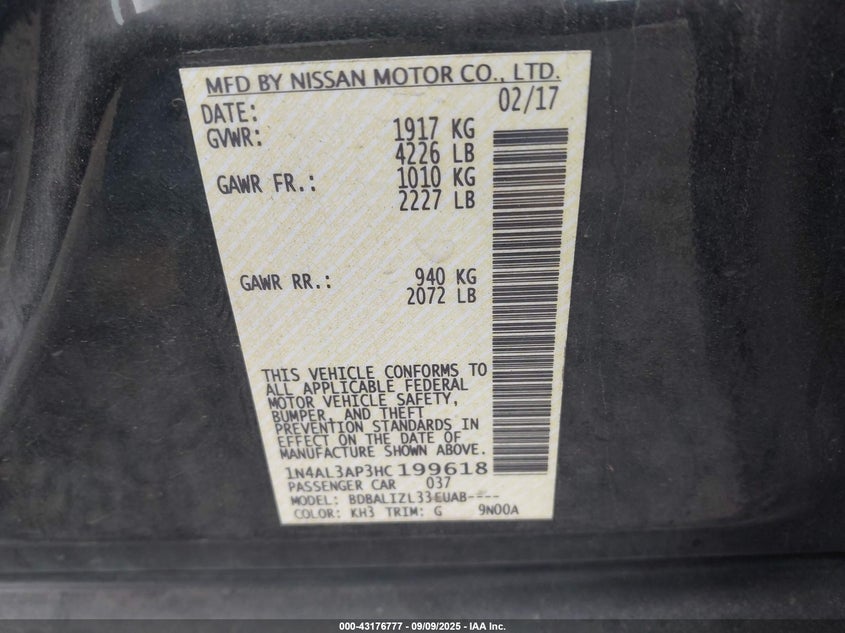 MFD BY NISSAN MOTOR CO., LTD.
DATE: 02/17
GVWR: 1917 KG
4226 LB
GAWR FR.: 1010 KG
2227 LB
GAWR RR.: 940 KG
2072 LB
THIS VEHICLE CONFORMS TO
ALL APPLICABLE FEDERAL
MOTOR VEHICLE SAFETY,
BUMPER, AND THEFT
PREVENTION STANDARDS IN
EFFECT ON THE DATE OF
MANUFACTURE SHOWN ABOVE.
1N4AL3AP3HC199618
PASSENGER CAR 037
MODEL: BDBALIZL33EUAB----
COLOR: KH3 TRIM: G 9N00A
000-43176777 - 09/09/2025 - IAA Inc.